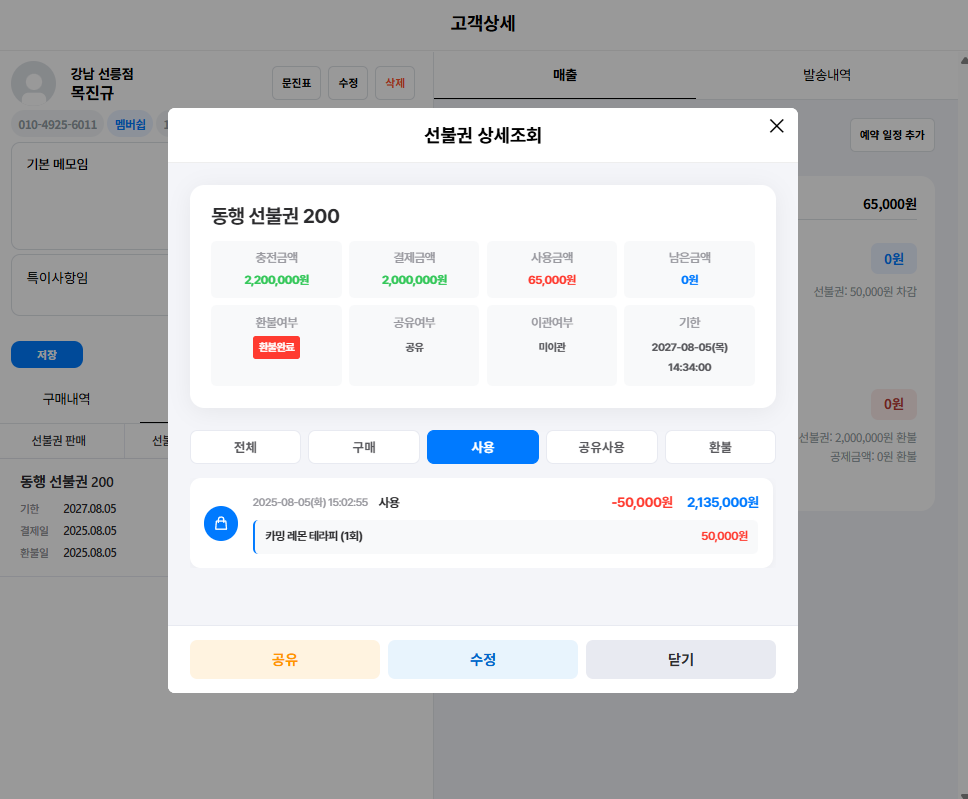 고객상세
강남 선릉점
목진규
문진표
수정
삭제
매출
발송내역
010-4925-6011
멤버쉽
기본 메모임
특이사항임
저장
구매내역
선불권 판매
동행 선불권 200
기한 2027.08.05
결제일 2025.08.05
환불일 2025.08.05
예약 일정 추가
65,000원
0원
선불권: 50,000원 차감
0원
선불권: 2,000,000원 환불
공제금액: 0원 환불
선불권 상세조회
동행 선불권 200
충전금액
2,200,000원
결제금액
2,000,000원
사용금액
65,000원
남은금액
0원
환불여부
환불완료
공유여부
공유
이관여부
미이관
기한
2027-08-05(목)
14:34:00
전체
구매
사용
공유사용
환불
2025-08-05(화) 15:02:55 사용 -50,000원 2,135,000원
카밍 레몬 테라피 (1회) 50,000원
공유
수정
닫기